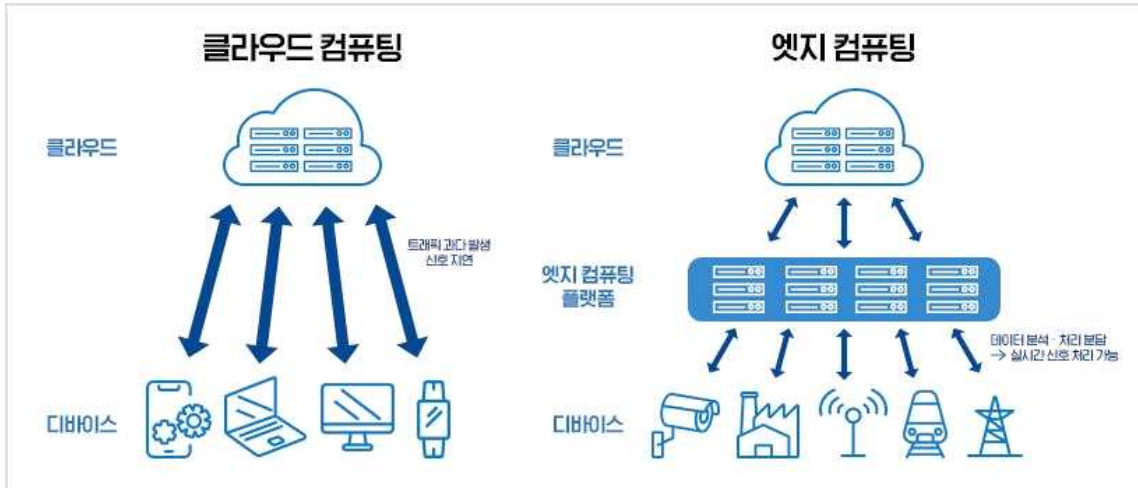 클라우드 컴퓨팅
클라우드
트래픽 과다 발생
신호 지연
디바이스
엣지 컴퓨팅
클라우드
엣지 컴퓨팅
플랫폼
데이터 분석 · 처리 분담
→ 실시간 신호 처리 가능
디바이스